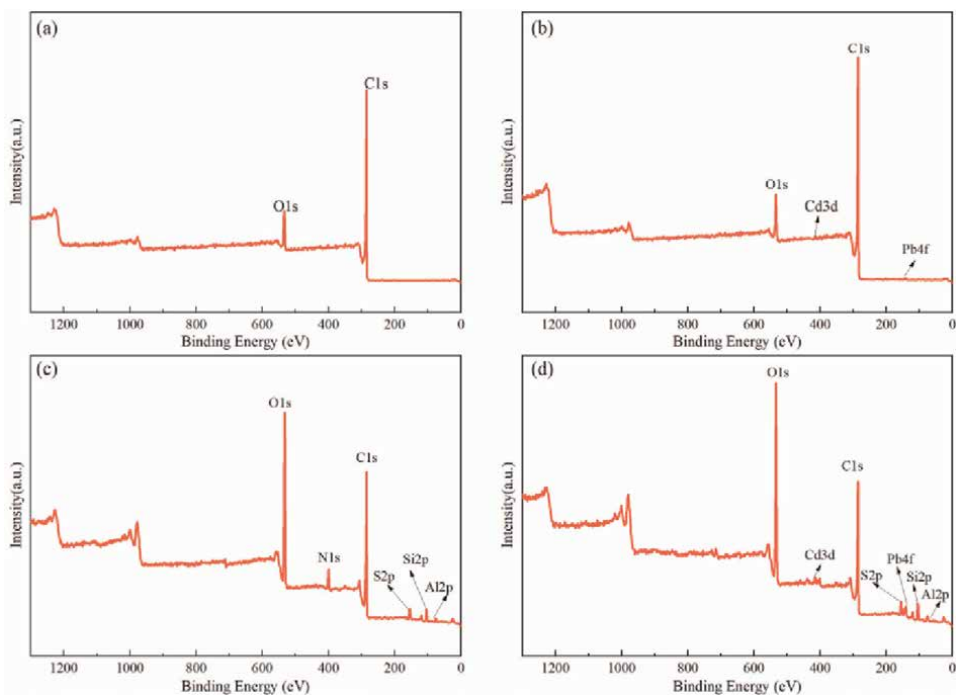 (a)
C1s
O1s
Intensity(a.u.)
1200 1000 800 600 400 200 0
Binding Energy (eV)
(b)
C1s
O1s
Cd3d
Pb4f
Intensity(a.u.)
1200 1000 800 600 400 200 0
Binding Energy (eV)
(c)
O1s
C1s
N1s
Si2p
S2p
Al2p
Intensity(a.u.)
1200 1000 800 600 400 200 0
Binding Energy (eV)
(d)
O1s
C1s
Cd3d
Pb4f
S2p
Si2p
Al2p
Intensity(a.u.)
1200 1000 800 600 400 200 0
Binding Energy (eV)